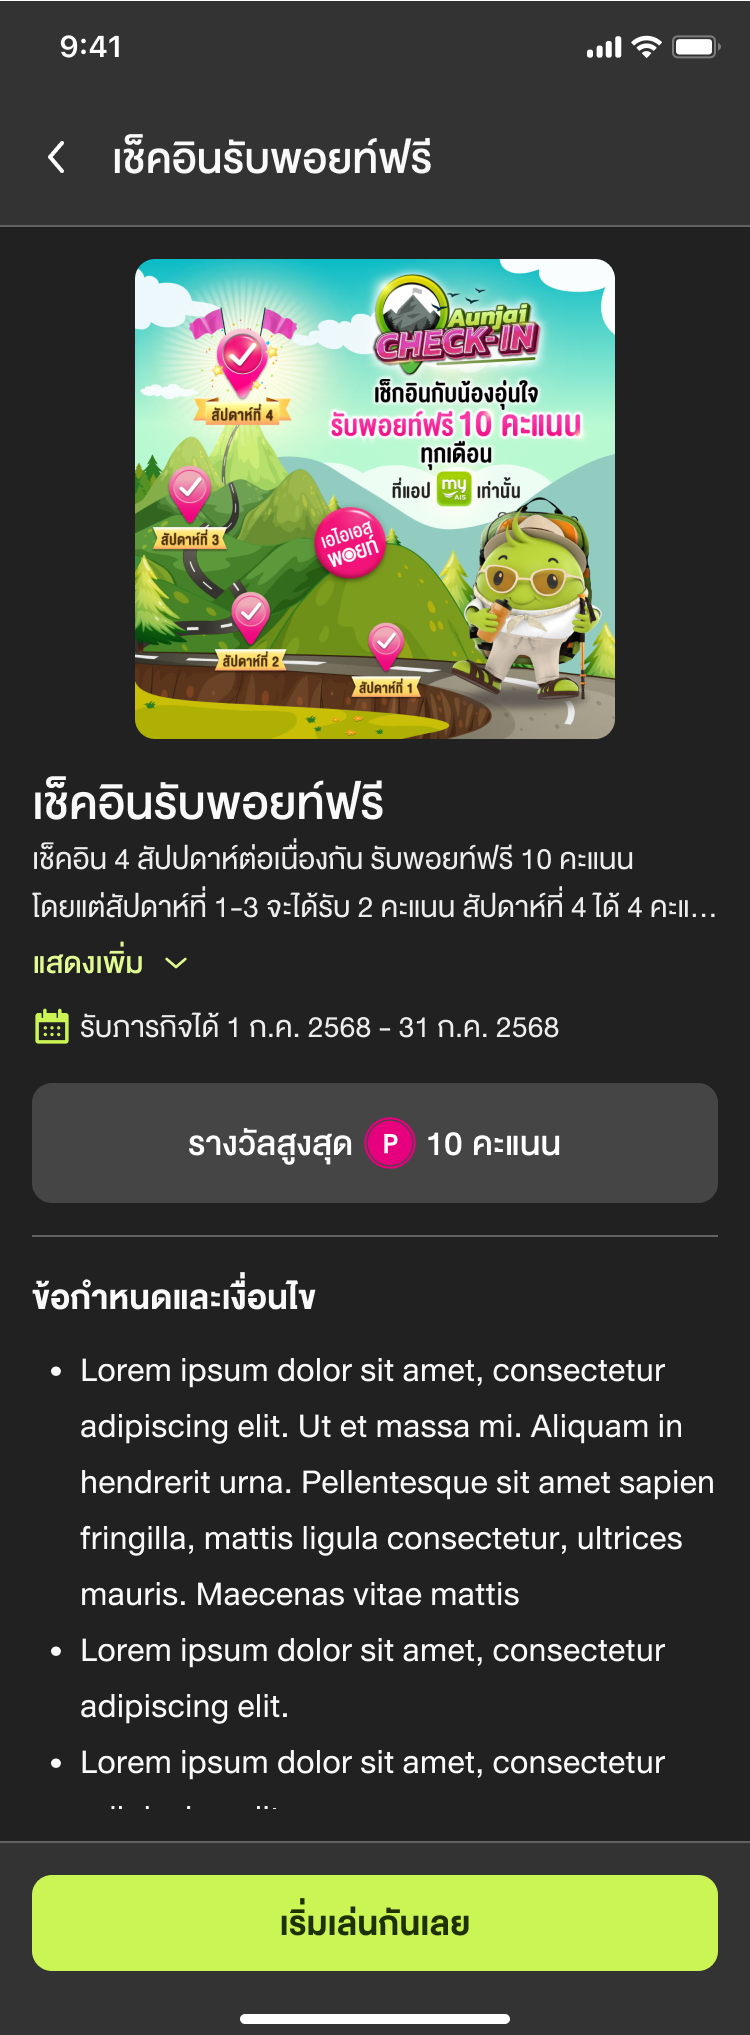 9:41
เช็คอินรับพอยท์ฟรี
Aunjai
CHECK-IN
เช็กอินกับน้องอุ่นใจ
รับพอยท์ฟรี 10 คะแนน
ทุกเดือน
ที่แอป my AIS เท่านั้น
สัปดาห์ที่ 4
สัปดาห์ที่ 3
เอไอเอส
พอยท์
สัปดาห์ที่ 2
สัปดาห์ที่ 1
เช็คอินรับพอยท์ฟรี
เช็คอิน 4 สัปปดาห์ต่อเนื่องกัน รับพอยท์ฟรี 10 คะแนน
โดยแต่สัปดาห์ที่ 1-3 จะได้รับ 2 คะแนน สัปดาห์ที่ 4 ได้ 4 คะแ...
แสดงเพิ่ม
รับภารกิจได้ 1 ก.ค. 2568 - 31 ก.ค. 2568
รางวัลสูงสุด P 10 คะแนน
ข้อกำหนดและเงื่อนไข
• Lorem ipsum dolor sit amet, consectetur
adipiscing elit. Ut et massa mi. Aliquam in
hendrerit urna. Pellentesque sit amet sapien
fringilla, mattis ligula consectetur, ultrices
mauris. Maecenas vitae mattis
• Lorem ipsum dolor sit amet, consectetur
adipiscing elit.
• Lorem ipsum dolor sit amet, consectetur
เริ่มเล่นกันเลย